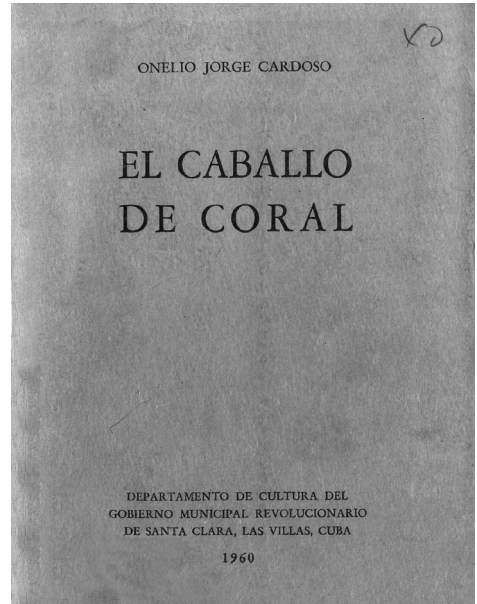 ONELIO JORGE CARDOSO
EL CABALLO
DE CORAL
DEPARTAMENTO DE CULTURA DEL
GOBIERNO MUNICIPAL REVOLUCIONARIO
DE SANTA CLARA, LAS VILLAS, CUBA
1960